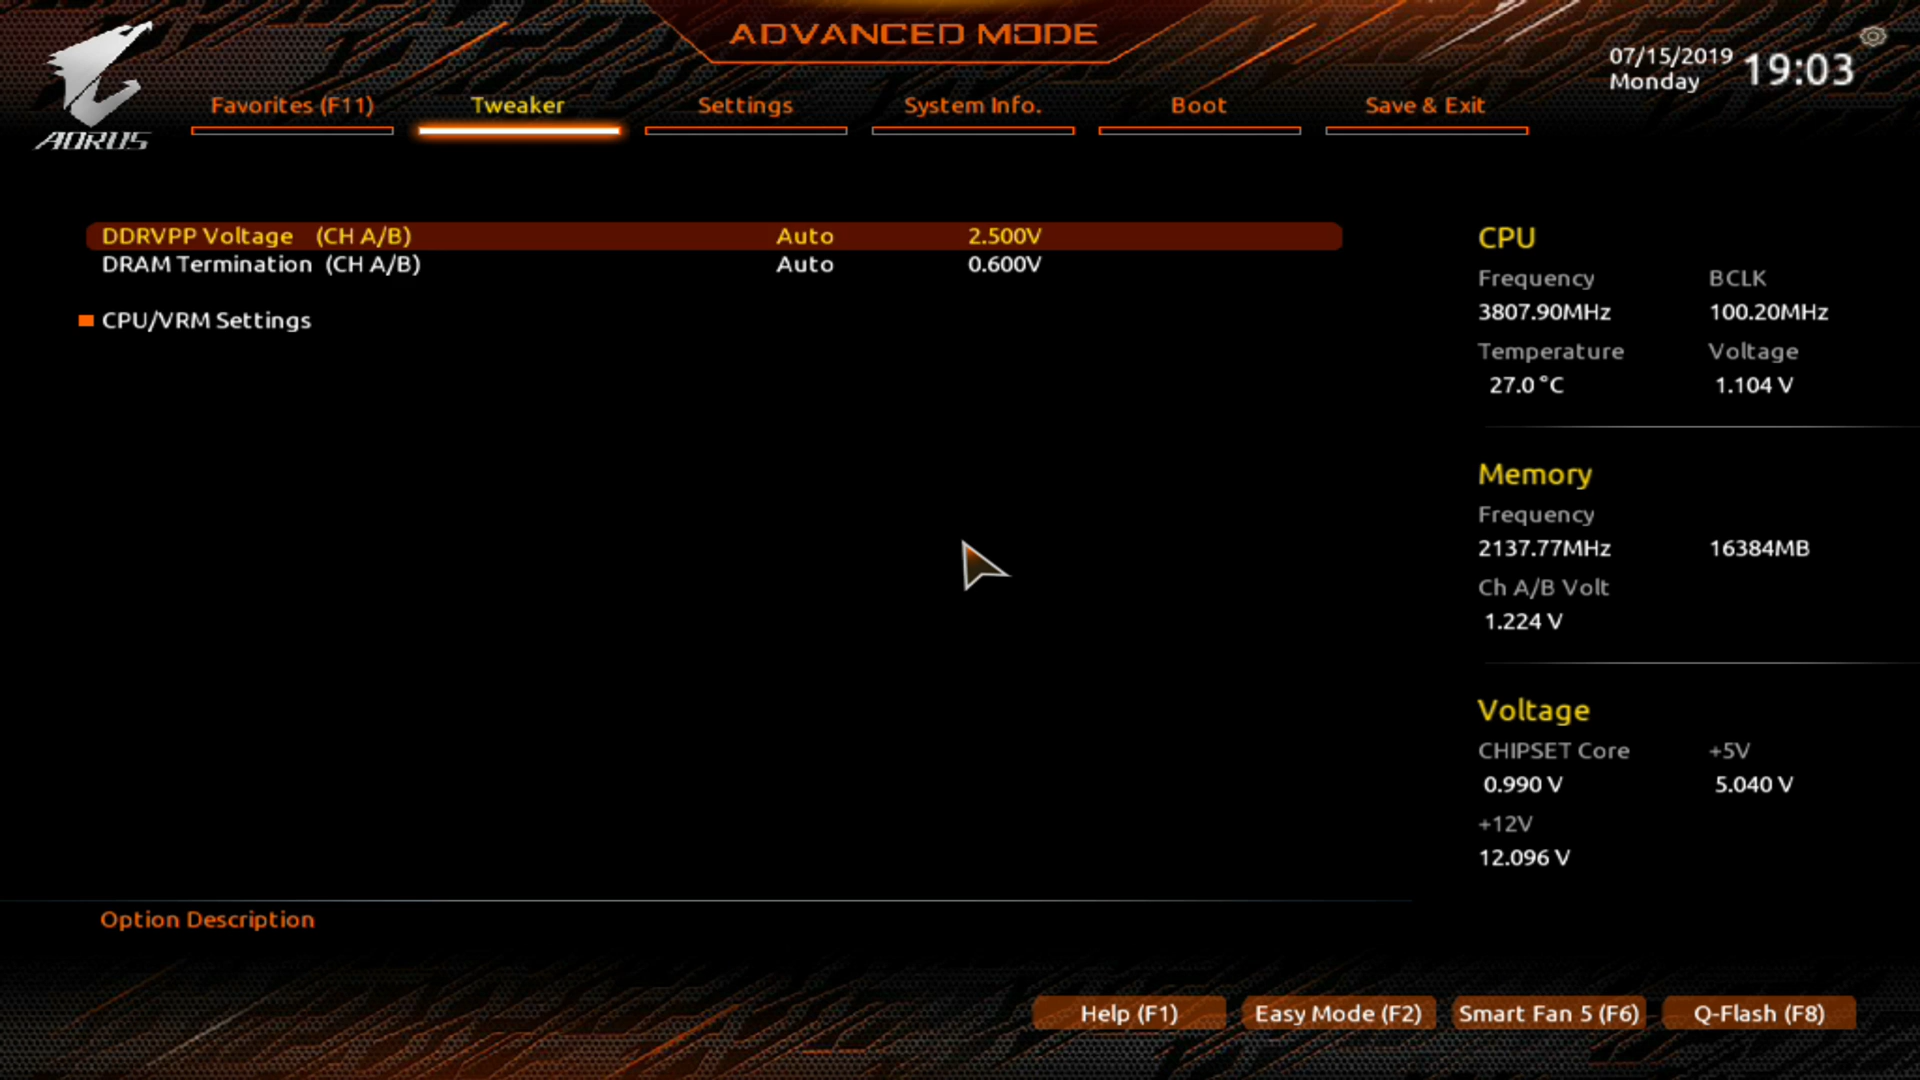 ADVANCED MODE
07/15/2019
Monday
19:03
AORUS
Favorites (F11) Tweaker Settings System Info. Boot Save & Exit
DDRVPP Voltage (CH A/B) Auto 2.500V
DRAM Termination (CH A/B) Auto 0.600V
CPU/VRM Settings
CPU
Frequency BCLK
3807.90MHz 100.20MHz
Temperature Voltage
27.0 °C 1.104 V
Memory
Frequency
2137.77MHz 16384MB
Ch A/B Volt
1.224 V
Voltage
CHIPSET Core +5V
0.990 V 5.040 V
+12V
12.096 V
Option Description
Help (F1) Easy Mode (F2) Smart Fan 5 (F6) Q-Flash (F8)